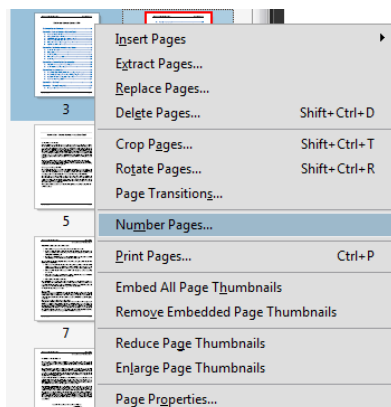 3
5
7
Insert Pages
Extract Pages...
Replace Pages...
Delete Pages... Shift+Ctrl+D
Crop Pages... Shift+Ctrl+T
Rotate Pages... Shift+Ctrl+R
Page Transitions...
Number Pages...
Print Pages... Ctrl+P
Embed All Page Thumbnails
Remove Embedded Page Thumbnails
Reduce Page Thumbnails
Enlarge Page Thumbnails
Page Properties...